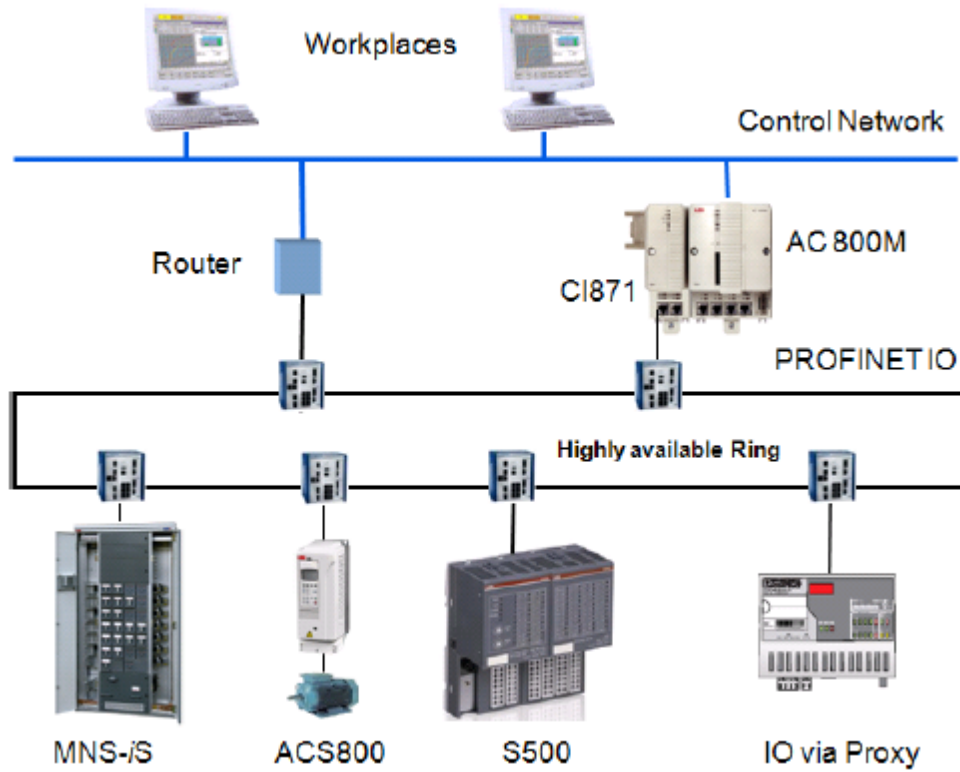 Workplaces
Control Network
Router
AC 800M
CI871
PROFINET IO
Highly available Ring
MNS-iS
ACS800
S500
IO via Proxy